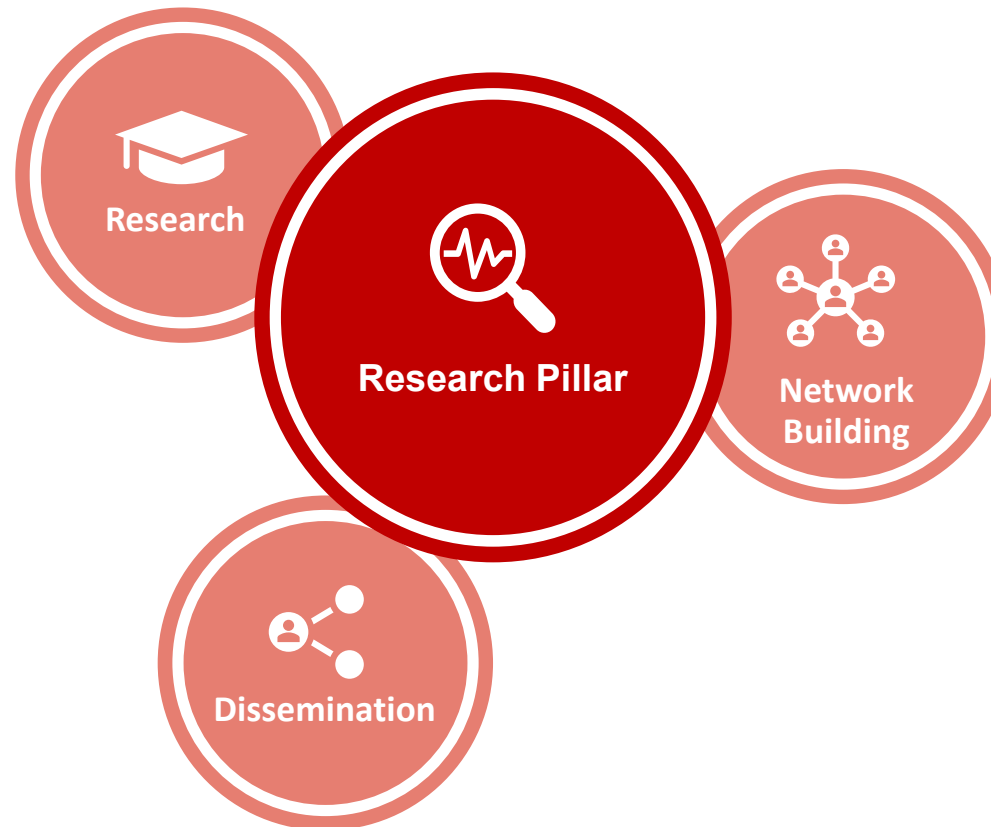 Research
Research Pillar
Network
Building
Dissemination